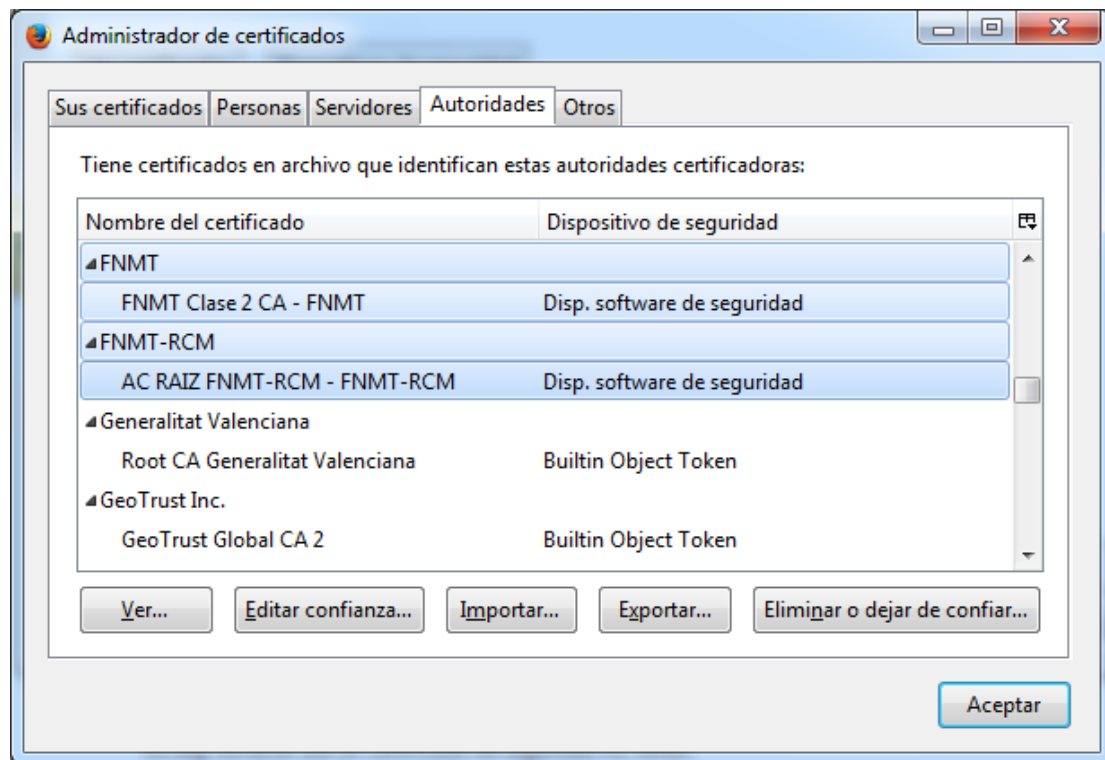 Administrador de certificados
Sus certificados Personas Servidores Autoridades Otros
Tiene certificados en archivo que identifican estas autoridades certificadoras:
Nombre del certificado Dispositivo de seguridad
FNMT
FNMT Clase 2 CA - FNMT Disp. software de seguridad
FNMT-RCM
AC RAIZ FNMT-RCM - FNMT-RCM Disp. software de seguridad
Generalitat Valenciana
Root CA Generalitat Valenciana Builtin Object Token
GeoTrust Inc.
GeoTrust Global CA 2 Builtin Object Token
Ver... Editar confianza... Importar... Exportar... Eliminar o dejar de confiar...
Aceptar